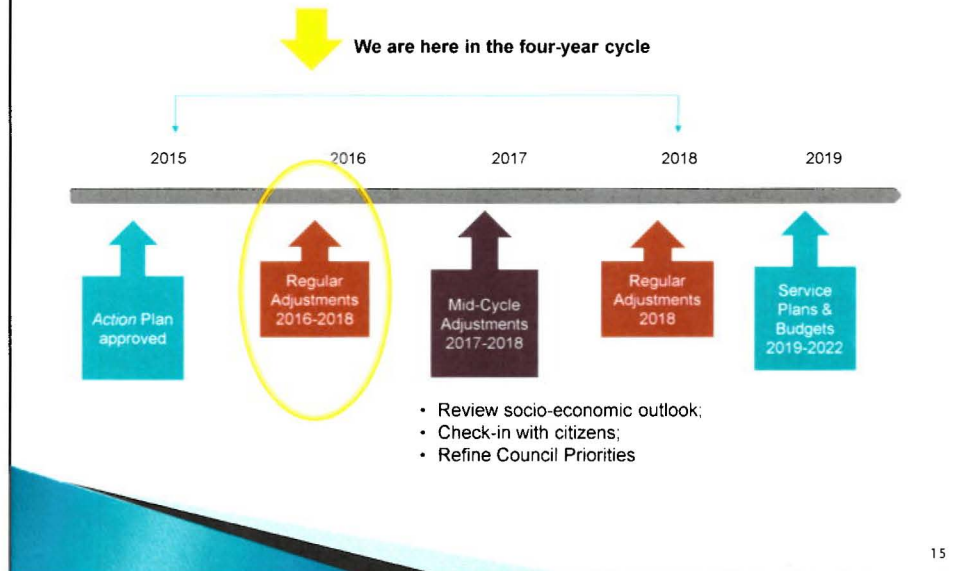 We are here in the four-year cycle
2015 2016 2017 2018 2019
Action Plan
approved
Regular
Adjustments
2016-2018
Mid-Cycle
Adjustments
2017-2018
Regular
Adjustments
2018
Service
Plans &
Budgets
2019-2022
• Review socio-economic outlook;
• Check-in with citizens;
• Refine Council Priorities
15